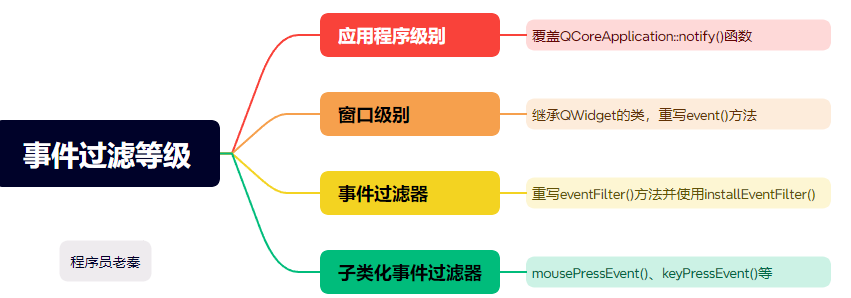 事件过滤等级
应用程序级别
覆盖QCoreApplication::notify()函数
窗口级别
继承QWidget的类，重写event()方法
事件过滤器
重写eventFilter()方法并使用installEventFilter()
子类化事件过滤器
mousePressEvent()、keyPressEvent()等
程序员老秦